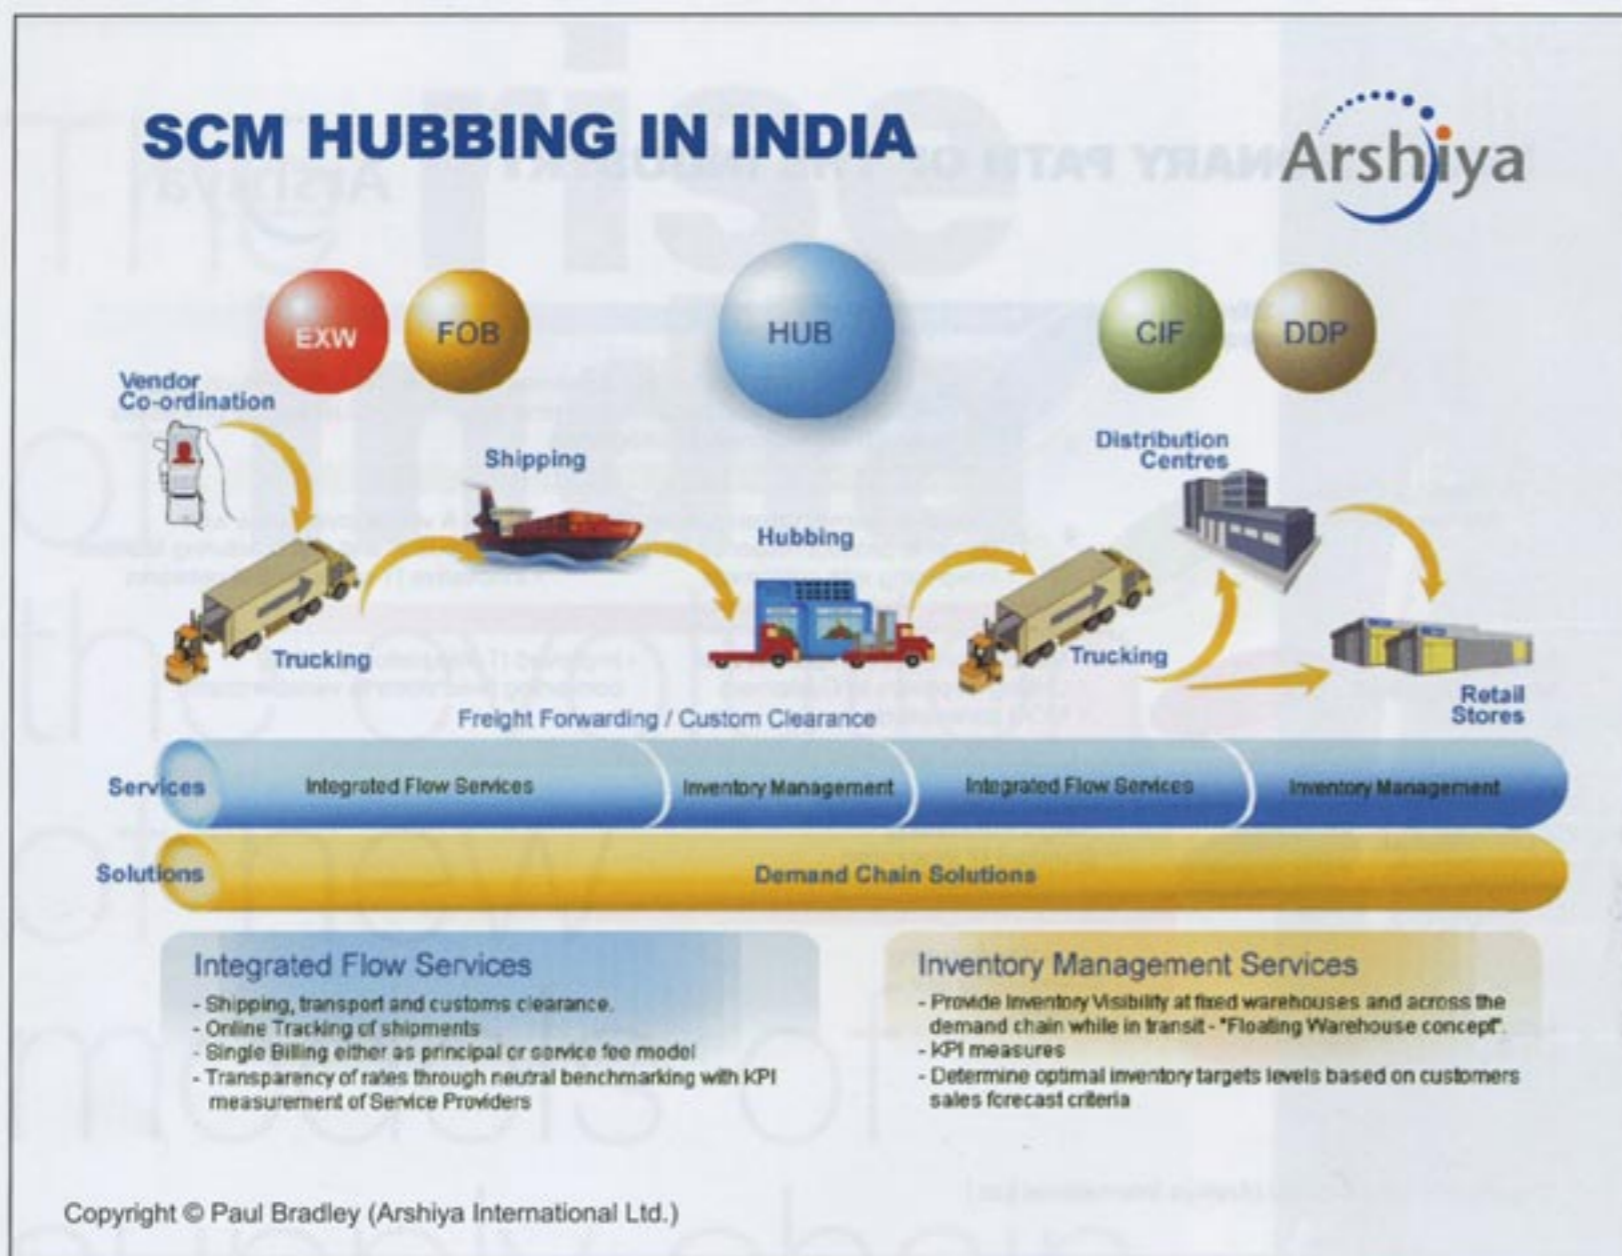 SCM HUBBING IN INDIA
Arshiya
EXW
FOB
HUB
CIF
DDP
Vendor
Co-ordination
Shipping
Hubbing
Distribution
Centres
Trucking
Trucking
Retail
Stores
Freight Forwarding / Custom Clearance
Services
Integrated Flow Services
Inventory Management
Integrated Flow Services
Inventory Management
Solutions
Demand Chain Solutions
Integrated Flow Services
- Shipping, transport and customs clearance.
- Online Tracking of shipments
- Single Billing either as principal or service fee model
- Transparency of rates through neutral benchmarking with KPI
measurement of Service Providers
Inventory Management Services
- Provide Inventory Visibility at fixed warehouses and across the
demand chain while in transit - "Floating Warehouse concept".
- KPI measures
- Determine optimal inventory targets levels based on customers
sales forecast criteria
Copyright © Paul Bradley (Arshiya International Ltd.)